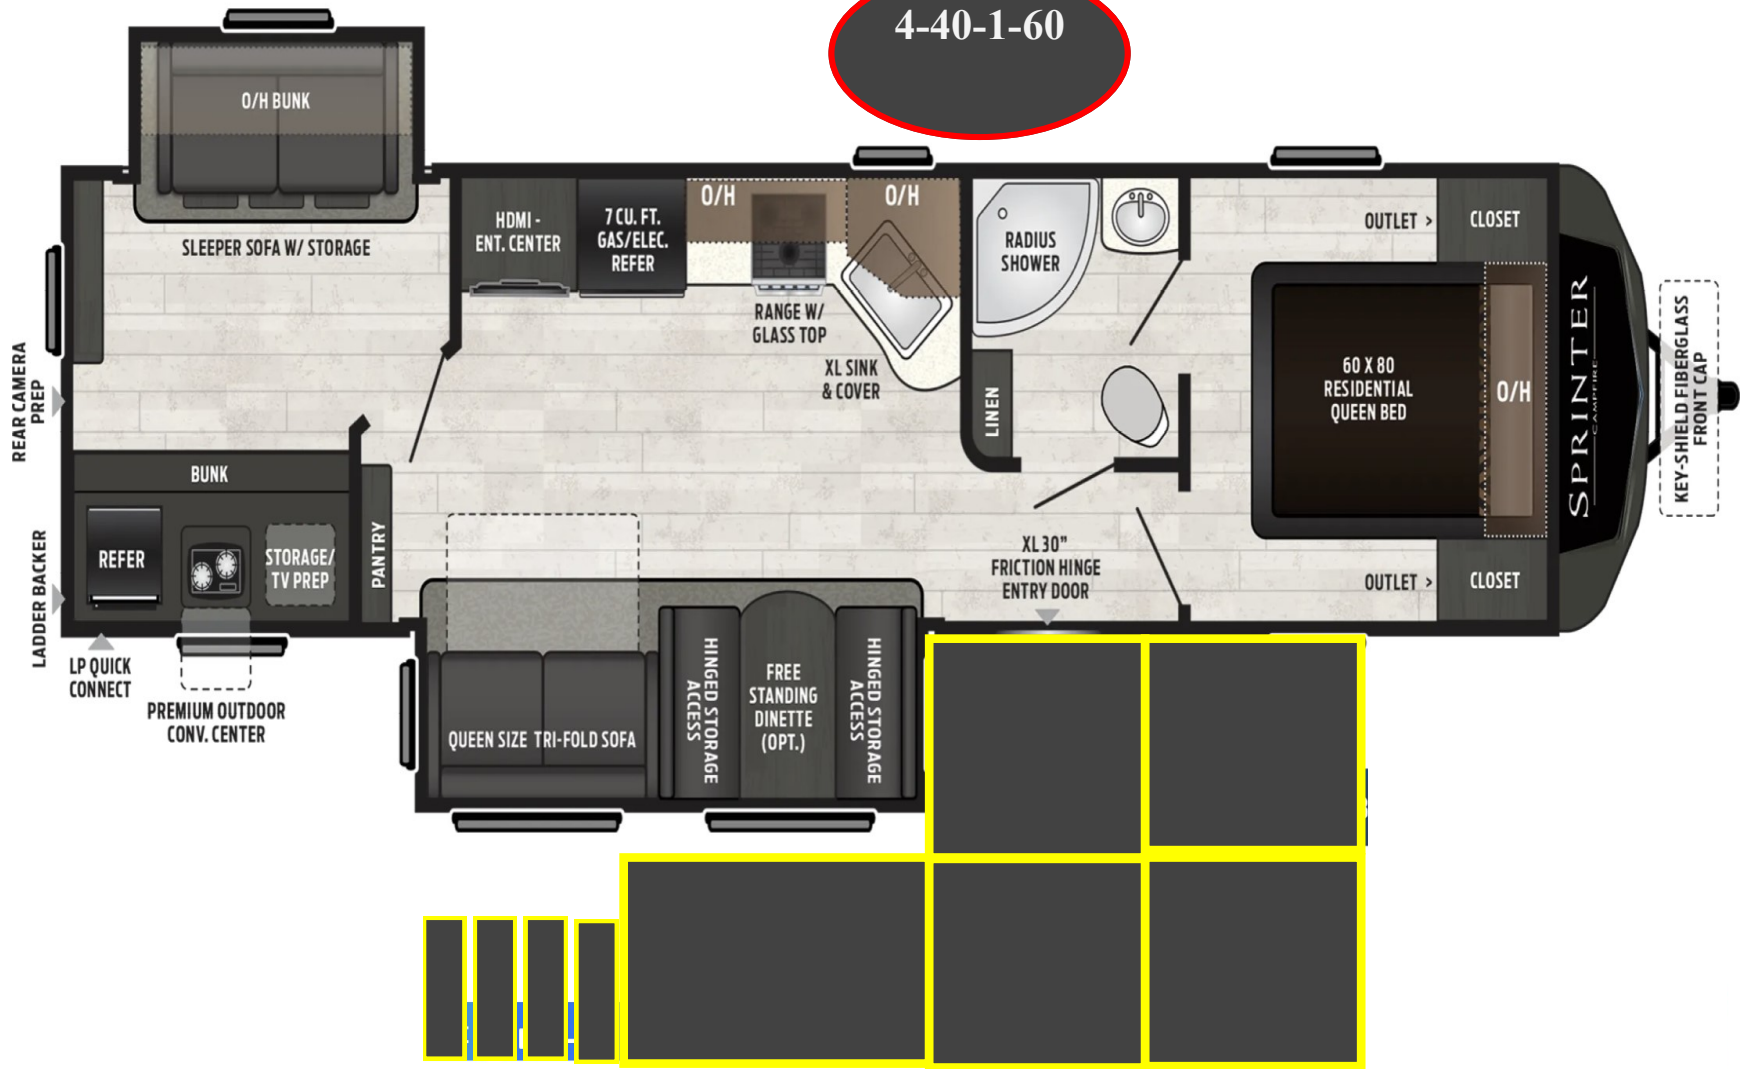 4-40-1-60
O/H BUNK
SLEEPER SOFA W/ STORAGE
HDMI -
ENT. CENTER
7 CU. FT.
GAS/ELEC.
REFER
O/H
O/H
RANGE W/
GLASS TOP
XL SINK
& COVER
RADIUS
SHOWER
LINEN
OUTLET >
CLOSET
60 X 80
RESIDENTIAL
QUEEN BED
O/H
SPRINTER
CAMPFIRE
KEY-SHIELD FIBERGLASS
FRONT CAP
REAR CAMERA
PREP
BUNK
REFER
STORAGE/
TV PREP
PANTRY
LADDER BACKER
LP QUICK
CONNECT
PREMIUM OUTDOOR
CONV. CENTER
QUEEN SIZE TRI-FOLD SOFA
HINGED STORAGE
ACCESS
FREE
STANDING
DINETTE
(OPT.)
HINGED STORAGE
ACCESS
XL 30”
FRICTION HINGE
ENTRY DOOR
OUTLET >
CLOSET